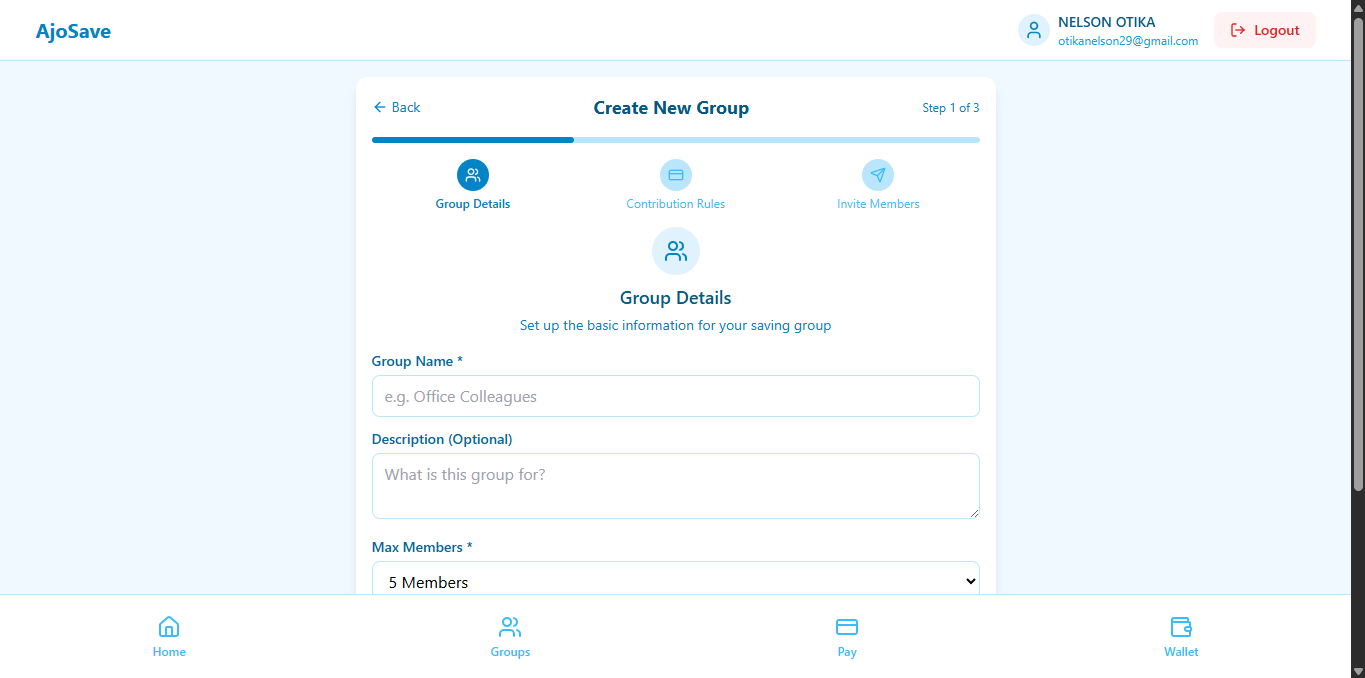 AjoSave
NELSON OTIKA
otikanelson29@gmail.com
Logout
Back
Create New Group
Step 1 of 3
Group Details
Contribution Rules
Invite Members
Group Details
Set up the basic information for your saving group
Group Name *
e.g. Office Colleagues
Description (Optional)
What is this group for?
Max Members *
5 Members
Home
Groups
Pay
Wallet